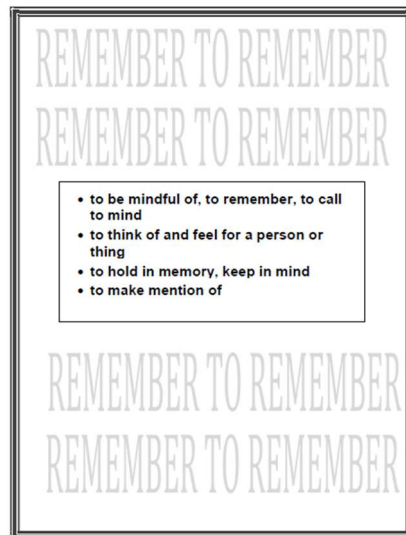 REMEMBER TO REMEMBER
REMEMBER TO REMEMBER
• to be mindful of, to remember, to call
to mind
• to think of and feel for a person or
thing
• to hold in memory, keep in mind
• to make mention of
REMEMBER TO REMEMBER
REMEMBER TO REMEMBER